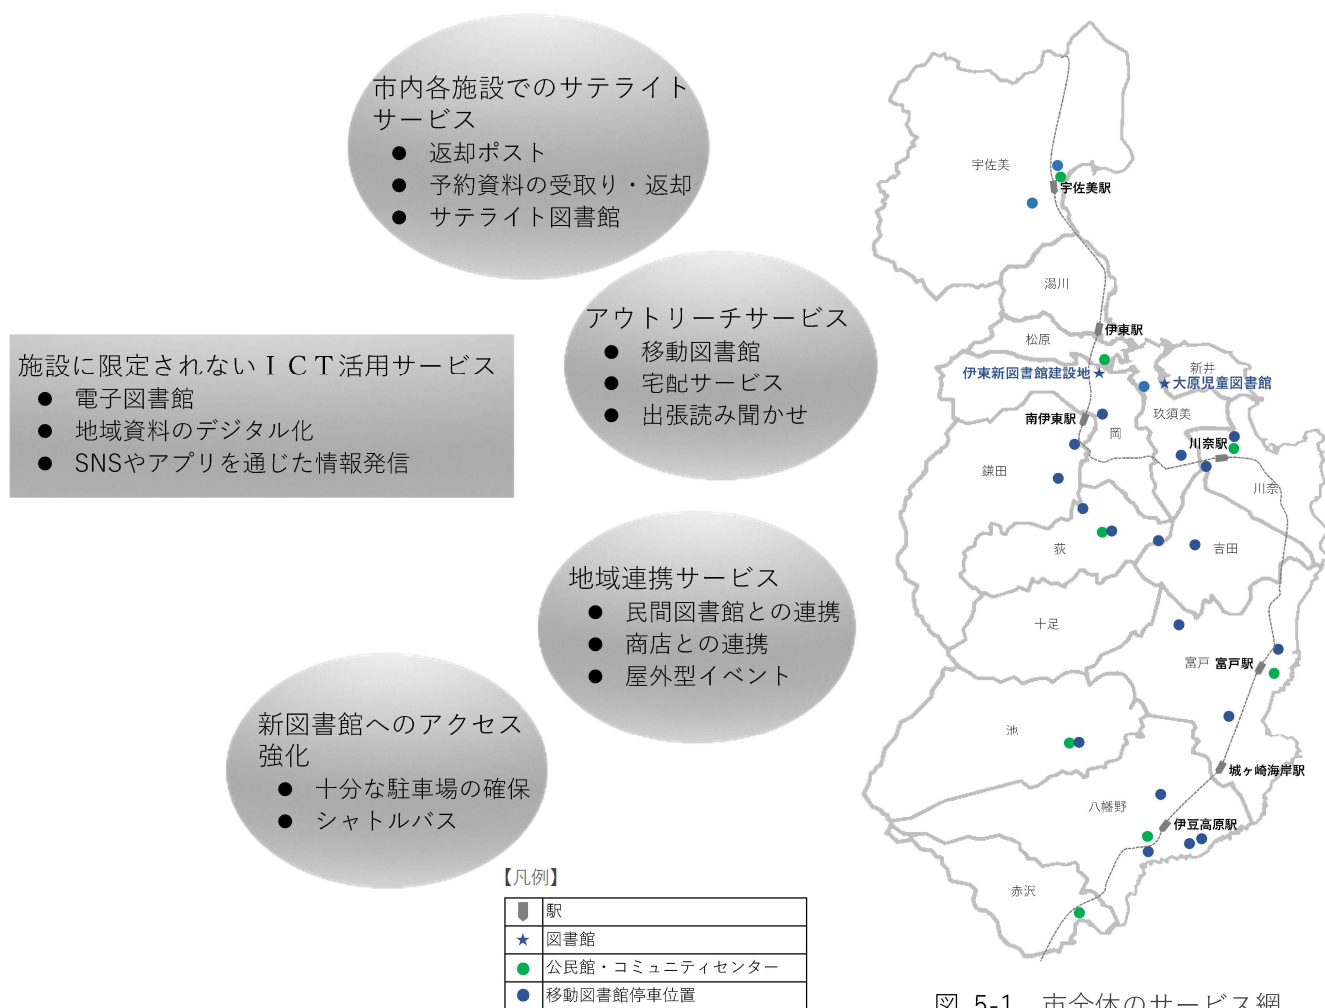 市内各施設でのサテライト
サービス
● 返却ポスト
● 予約資料の受取り・返却
● サテライト図書館
アウトリーチサービス
● 移動図書館
● 宅配サービス
● 出張読み聞かせ
施設に限定されないＩＣＴ活用サービス
● 電子図書館
● 地域資料のデジタル化
● SNSやアプリを通じた情報発信
地域連携サービス
● 民間図書館との連携
● 商店との連携
● 屋外型イベント
新図書館へのアクセス
強化
● 十分な駐車場の確保
● シャトルバス
宇佐美
宇佐美駅
湯川
伊東駅
松原
新井
伊東新図書館建設地★
★大原児童図書館
玖須美
南伊東駅
岡
川奈駅
鎌田
川奈
荻
吉田
十足
富戸
富戸駅
池
城ヶ崎海岸駅
八幡野
伊豆高原駅
赤沢
【凡例】
駅
★ 図書館
● 公民館・コミュニティセンター
● 移動図書館停車位置
図 5-1 市全体のサービス網